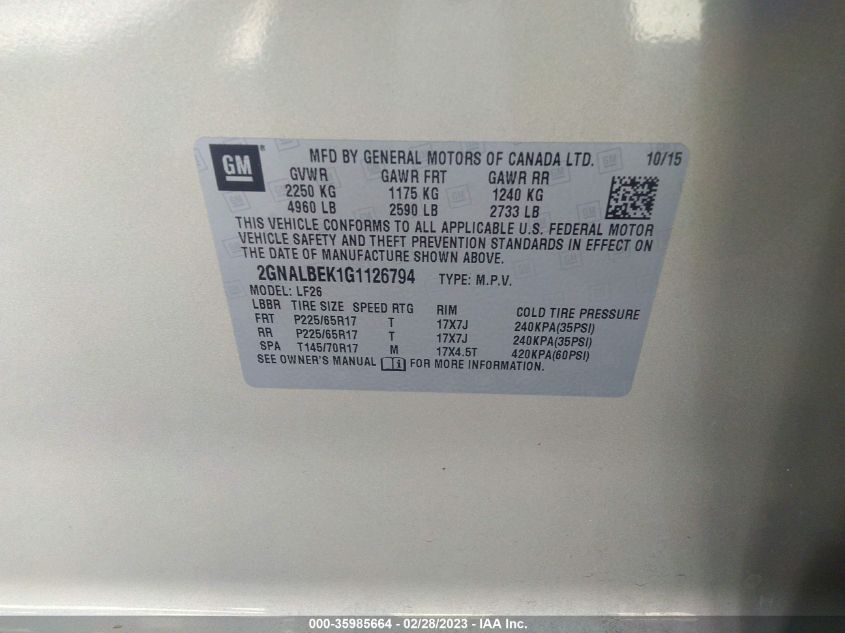 GM ® MFD BY GENERAL MOTORS OF CANADA LTD. 10/15
GVWR GAWR FRT GAWR RR
2250 KG 1175 KG 1240 KG
4960 LB 2590 LB 2733 LB
THIS VEHICLE CONFORMS TO ALL APPLICABLE U.S. FEDERAL MOTOR
VEHICLE SAFETY AND THEFT PREVENTION STANDARDS IN EFFECT ON
THE DATE OF MANUFACTURE SHOWN ABOVE.
2GNALBEK1G1126794 TYPE: M.P.V.
MODEL: LF26
LBBR TIRE SIZE SPEED RTG RIM COLD TIRE PRESSURE
FRT P225/65R17 T 17X7J 240KPA(35PSI)
RR P225/65R17 T 17X7J 240KPA(35PSI)
SPA T145/70R17 M 17X4.5T 420KPA(60PSI)
SEE OWNER'S MANUAL FOR MORE INFORMATION.
000-35985664 - 02/28/2023 - IAA Inc.